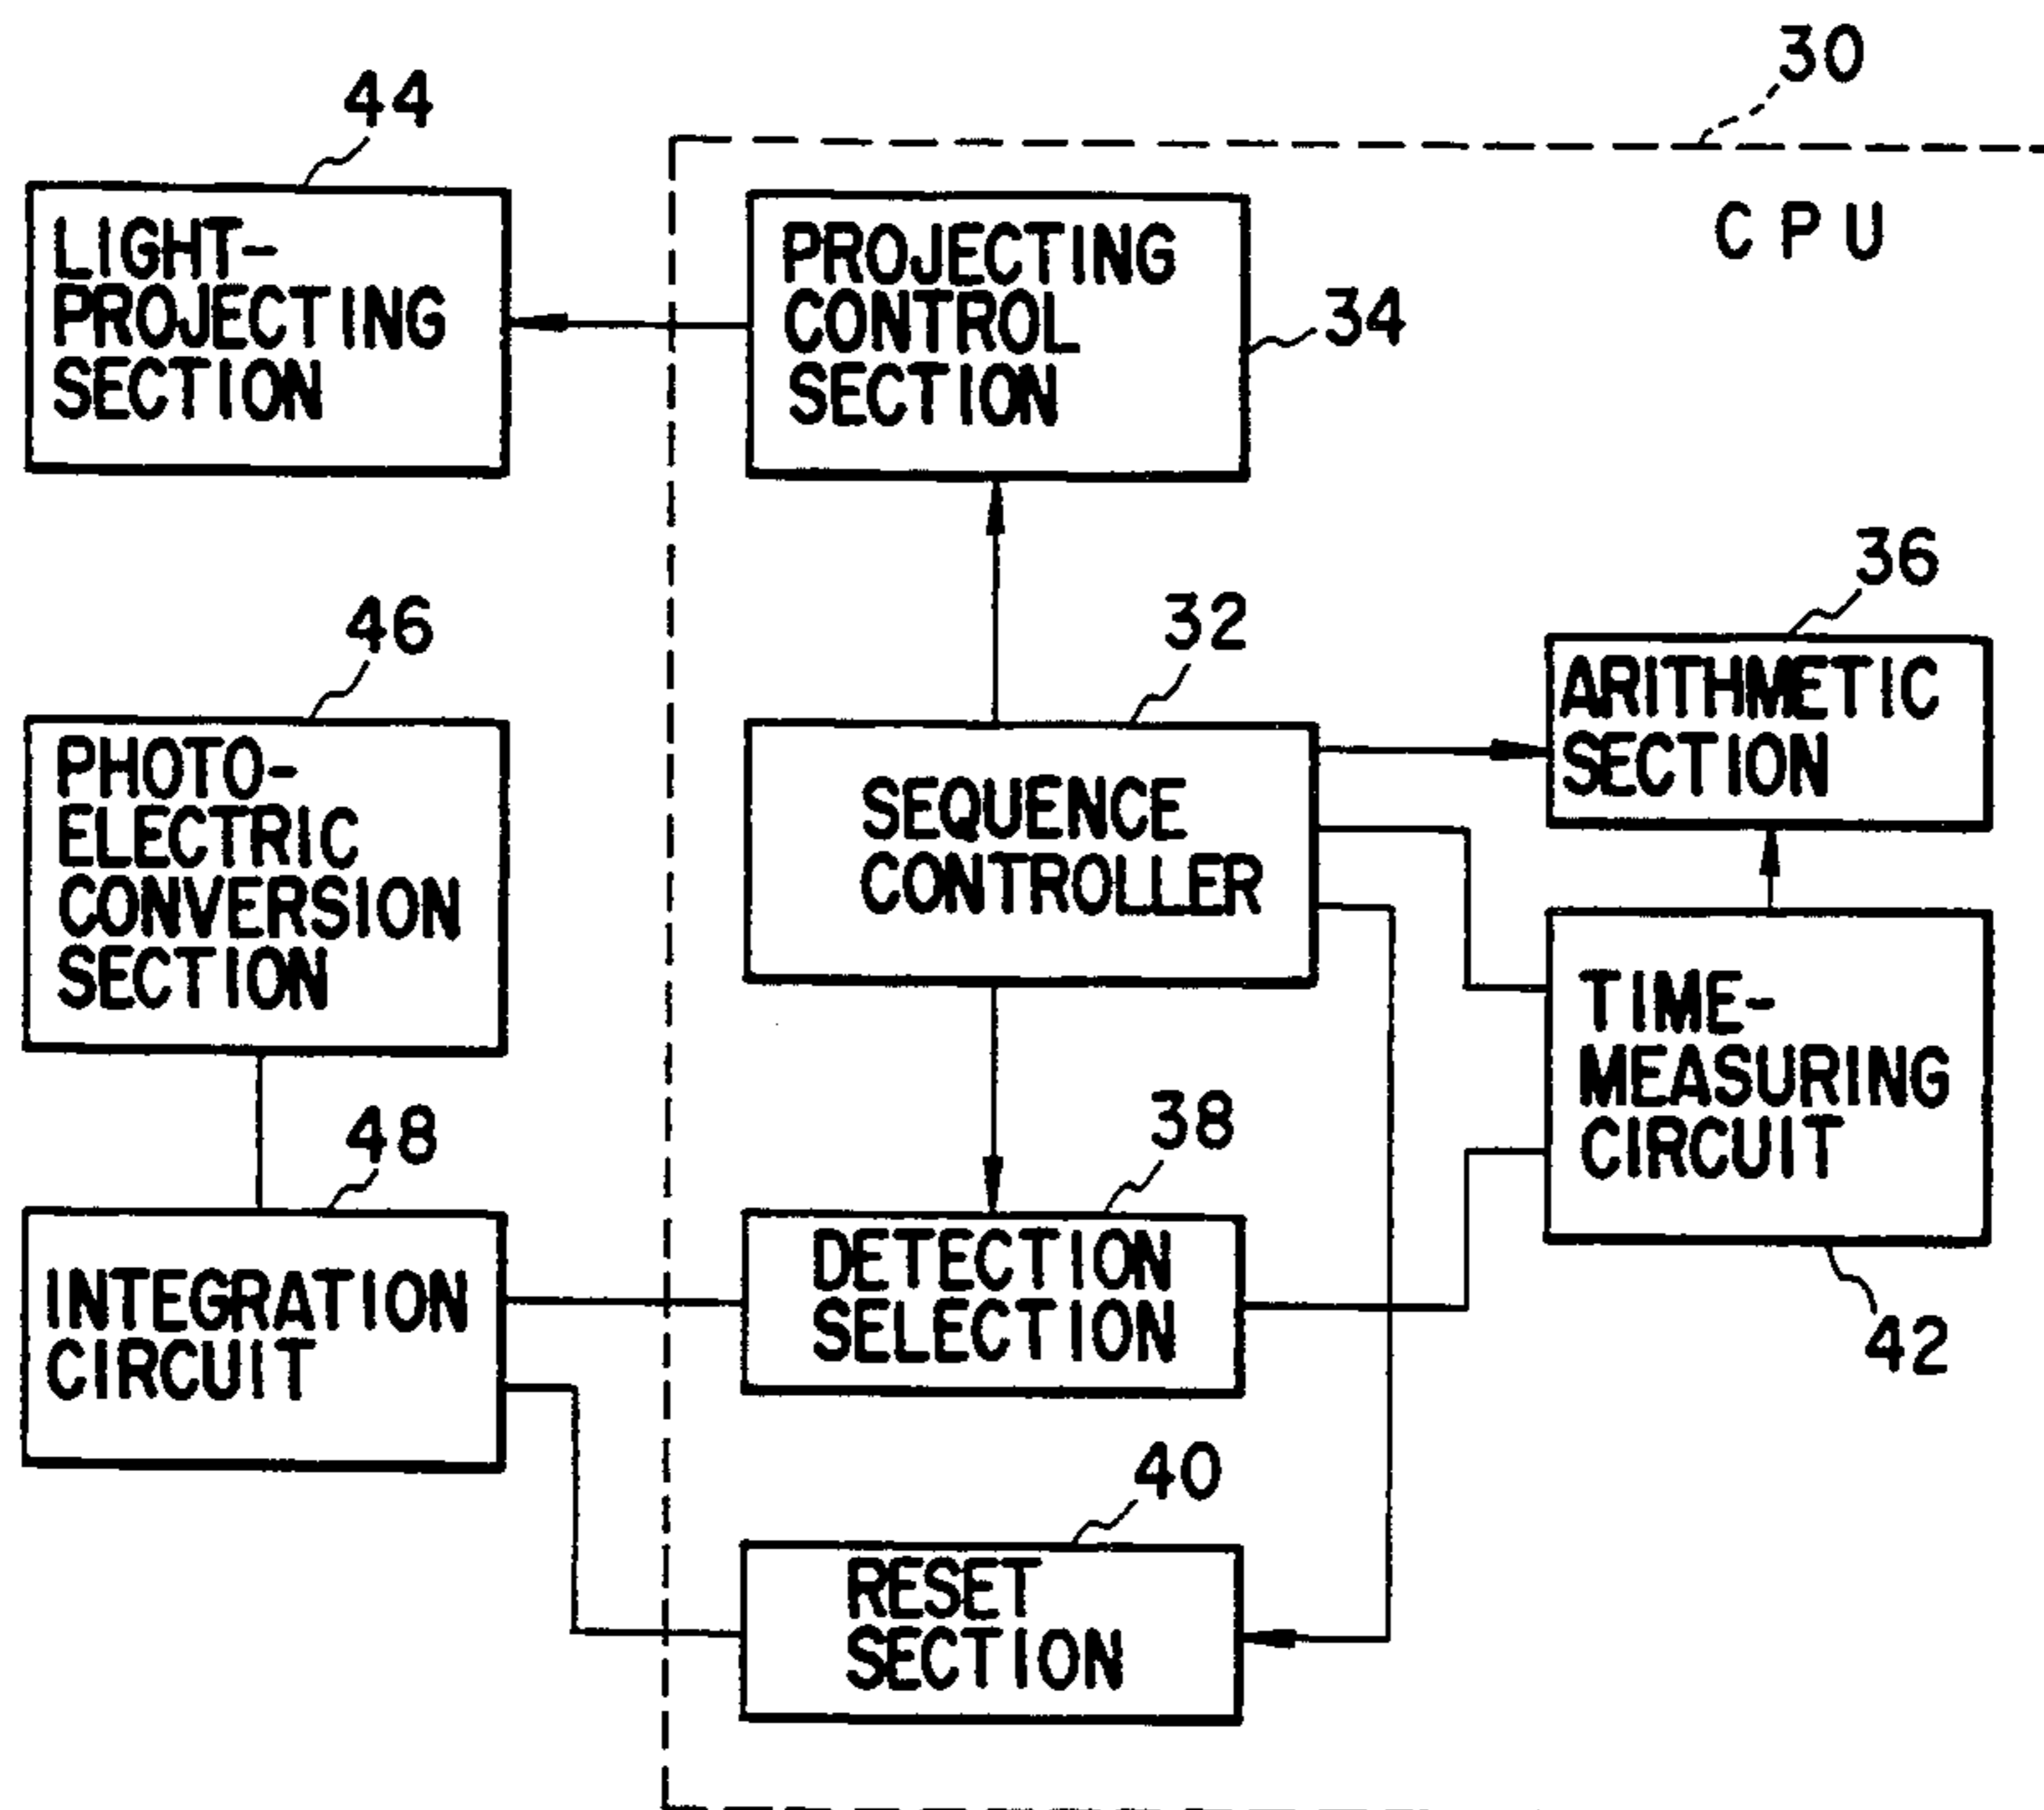 30
44
CPU
LIGHT-
PROJECTING
SECTION
PROJECTING
CONTROL
SECTION
34
36
46
32
ARITHMETIC
SECTION
PHOTO-
ELECTRIC
CONVERSION
SECTION
SEQUENCE
CONTROLLER
TIME-
MEASURING
CIRCUIT
48
38
INTEGRATION
CIRCUIT
DETECTION
SELECTION
42
40
RESET
SECTION